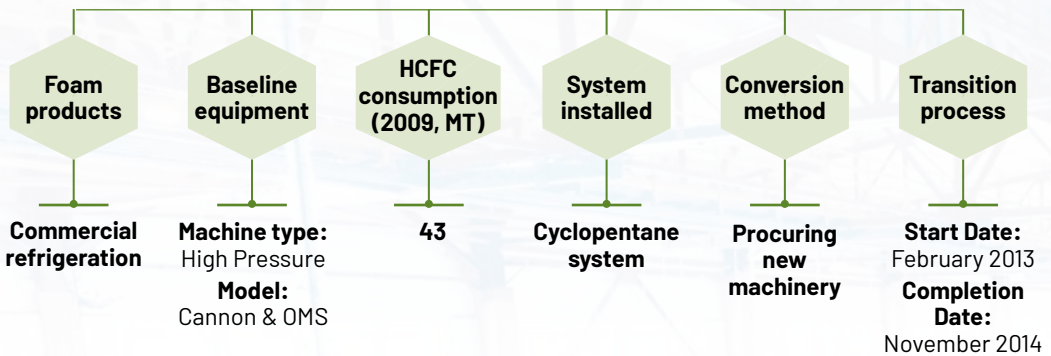 Foam
products
Baseline
equipment
HCFC
consumption
(2009, MT)
System
installed
Conversion
method
Transition
process
Commercial
refrigeration
Machine type:
High Pressure
Model:
Cannon & OMS
43
Cyclopentane
system
Procuring
new
machinery
Start Date:
February 2013
Completion
Date:
November 2014